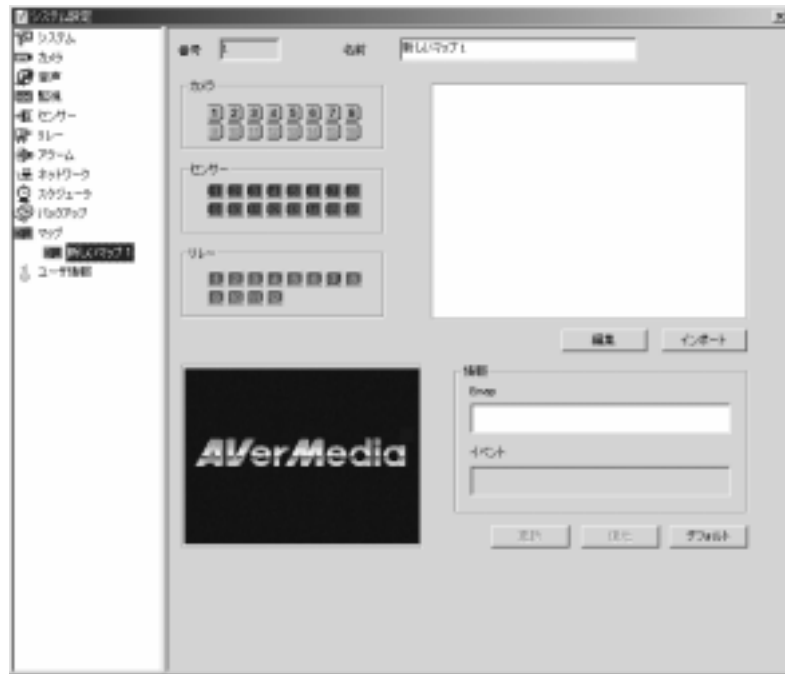 システム設定
システム
カメラ
音声
監視
センサー
リレー
アラーム
ネットワーク
スケジューラ
バックアップ
マップ
新しいマップ 1
ユーザ情報
番号 1 名前 新しいマップ 1
カメラ
1 2 3 4 5 6 7 8
センサー
リレー
編集 インポート
AVerMedia
情報
Emap
イベント
デフォルト